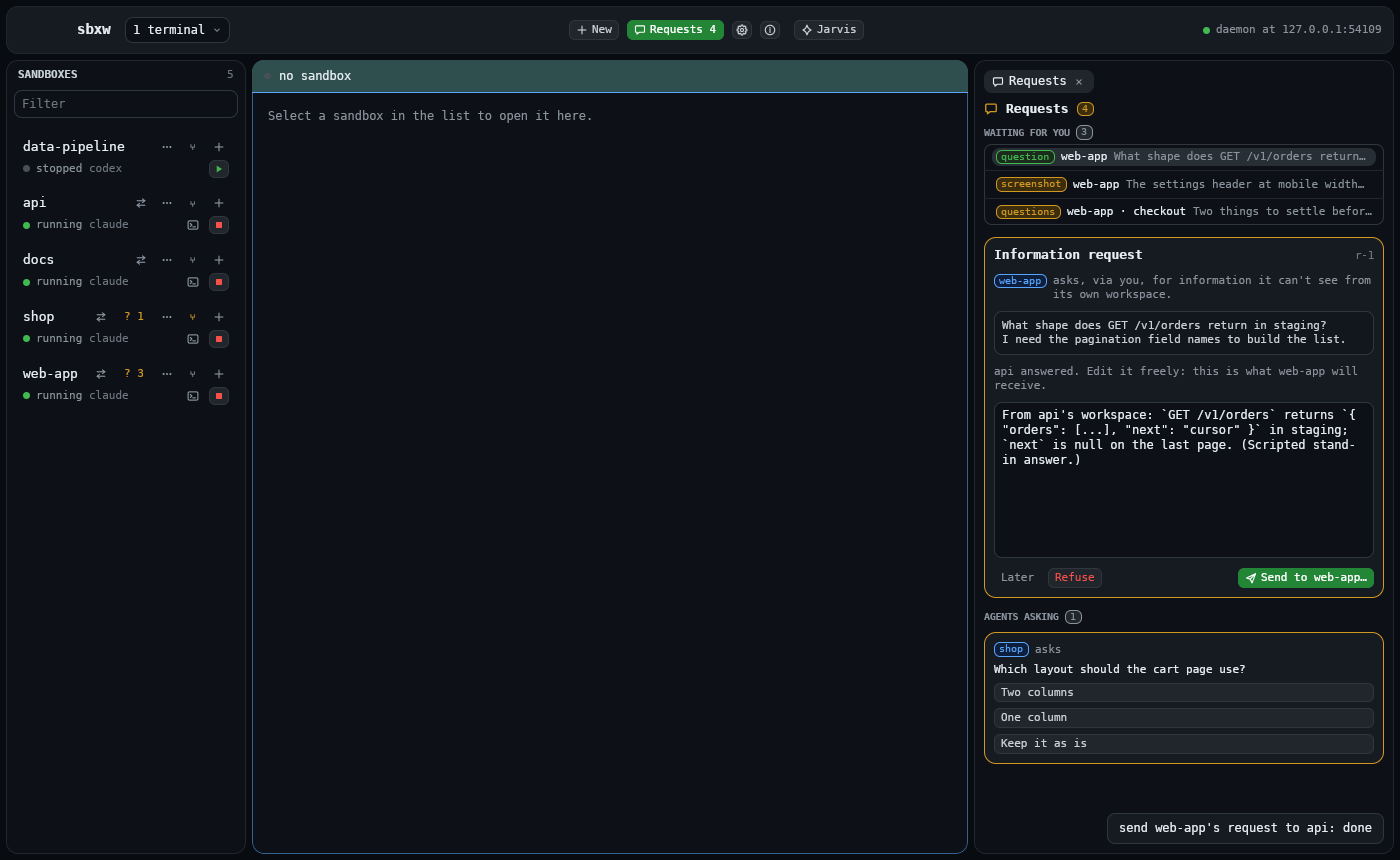 sbxw
1 terminal
New
Requests 4
Jarvis
daemon at 127.0.0.1:54109
SANDBOXES 5
Filter
data-pipeline
stopped codex
api
running claude
docs
running claude
shop ? 1
running claude
web-app ? 3
running claude
no sandbox
Select a sandbox in the list to open it here.
Requests ×
Requests 4
WAITING FOR YOU 3
question web-app What shape does GET /v1/orders return…
screenshot web-app The settings header at mobile width…
questions web-app · checkout Two things to settle befor…
Information request r-1
web-app asks, via you, for information it can't see from
its own workspace.
What shape does GET /v1/orders return in staging?
I need the pagination field names to build the list.
api answered. Edit it freely: this is what web-app will
receive.
From api's workspace: `GET /v1/orders` returns `{
"orders": [...], "next": "cursor" }` in staging;
`next` is null on the last page. (Scripted stand-
in answer.)
Later
Refuse
Send to web-app…
AGENTS ASKING 1
shop asks
Which layout should the cart page use?
Two columns
One column
Keep it as is
send web-app's request to api: done